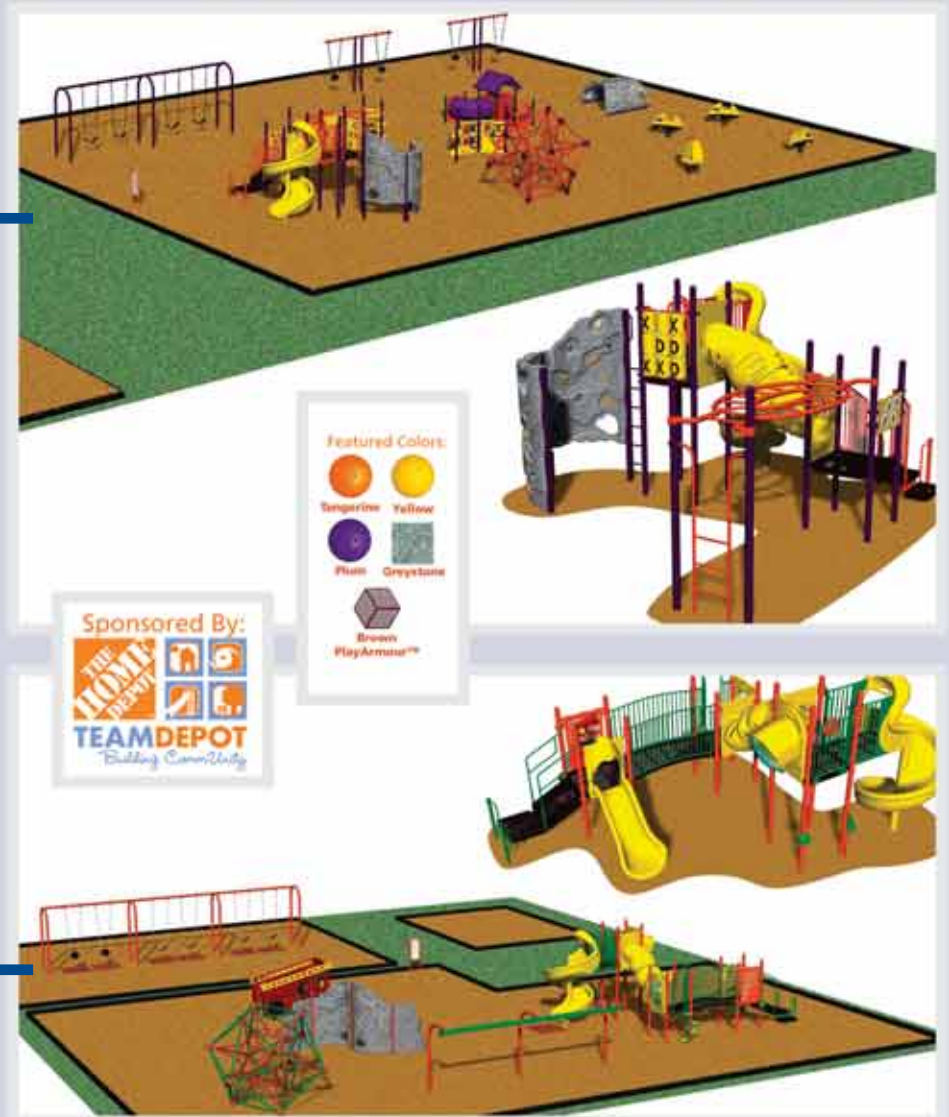 X X
D D
X X D
Featured Colors:
Tangerine Yellow
Plum Greystone
Brown
PlayArmour™
Sponsored By:
THE
HOME
DEPOT
TEAMDEPOT
Building CommUnity